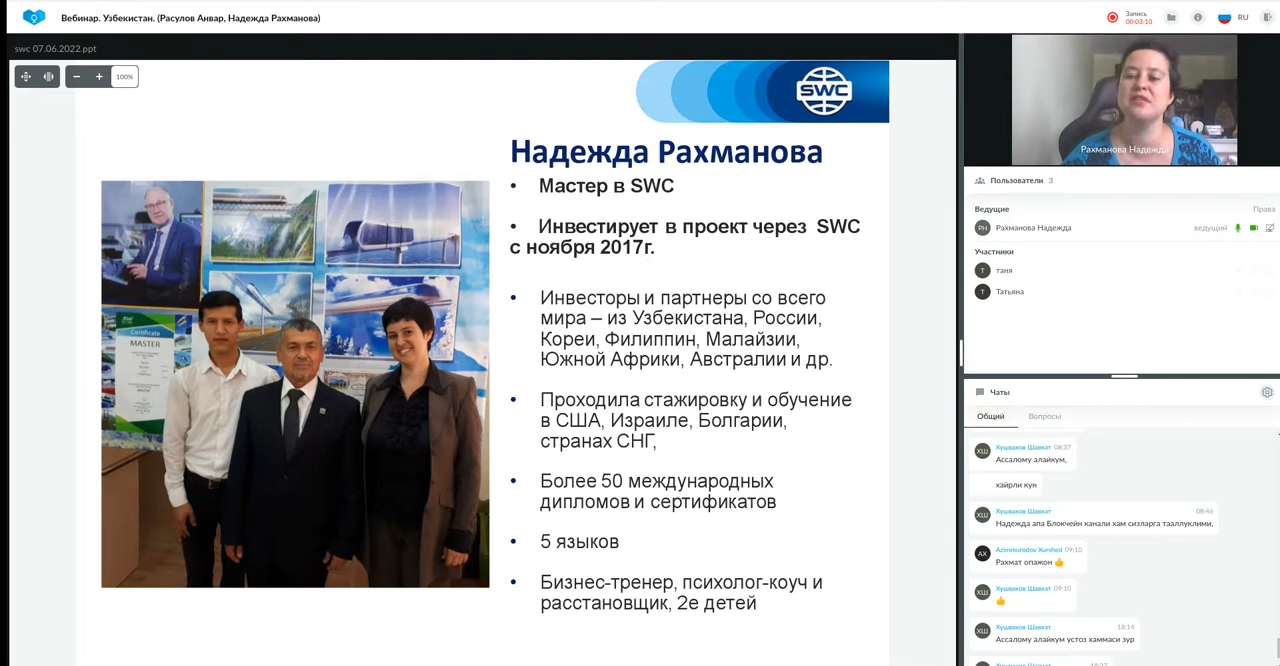 Вебинар. Узбекистан. (Расулов Анвар, Надежда Рахманова)
Запись
00:03:10
RU
swc 07.06.2022.ppt
100%
SWC
Надежда Рахманова
• Мастер в SWC
• Инвестирует в проект через SWC
с ноября 2017г.
• Инвесторы и партнеры со всего
мира – из Узбекистана, России,
Кореи, Филиппин, Малайзии,
Южной Африки, Австралии и др.
• Проходила стажировку и обучение
в США, Израиле, Болгарии,
странах СНГ,
• Более 50 международных
дипломов и сертификатов
• 5 языков
• Бизнес-тренер, психолог-коуч и
расстановщик, 2е детей
Certificate
MASTER
Рахманова Надежда
Пользователи 3
Ведущие
Права
РН
Рахманова Надежда
ведущий
Участники
Т
таня
Т
Татьяна
Чаты
Общий
Вопросы
ХШ
Хушваков Шавкат 08:37
Ассалому алайкум,
хайрли кун
ХШ
Хушваков Шавкат 08:46
Надежда апа Блокчейн канали хам сизларга тааллуклими,
AX
Azimmurodov Xurshed 09:10
Рахмат опажон 👍
ХШ
Хушваков Шавкат 09:10
👍
ХШ
Хушваков Шавкат 18:14
Ассалому алайкум устоз хаммаси зур
Хушваков Шавкат 18:27